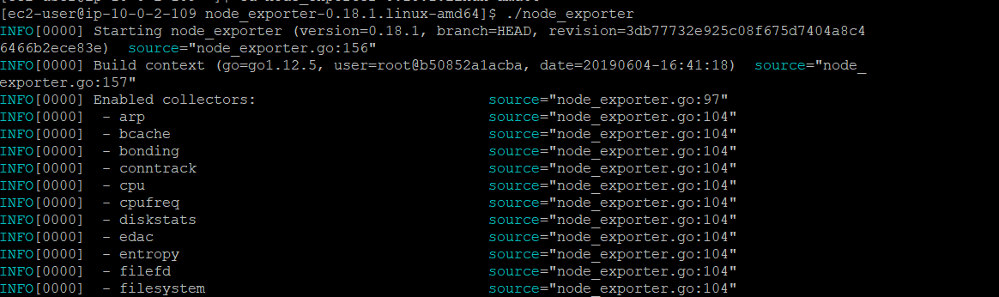 [ec2-user@ip-10-0-2-109 node_exporter-0.18.1.linux-amd64]$ ./node_exporter
INFO[0000] Starting node_exporter (version=0.18.1, branch=HEAD, revision=3db77732e925c08f675d7404a8c4
6466b2ece83e)  source="node_exporter.go:156"
INFO[0000] Build context (go=go1.12.5, user=root@b50852a1acba, date=20190604-16:41:18)  source="node_
exporter.go:157"
INFO[0000] Enabled collectors:                           source="node_exporter.go:97"
INFO[0000]  - arp                                        source="node_exporter.go:104"
INFO[0000]  - bcache                                     source="node_exporter.go:104"
INFO[0000]  - bonding                                    source="node_exporter.go:104"
INFO[0000]  - conntrack                                  source="node_exporter.go:104"
INFO[0000]  - cpu                                        source="node_exporter.go:104"
INFO[0000]  - cpufreq                                    source="node_exporter.go:104"
INFO[0000]  - diskstats                                  source="node_exporter.go:104"
INFO[0000]  - edac                                       source="node_exporter.go:104"
INFO[0000]  - entropy                                    source="node_exporter.go:104"
INFO[0000]  - filefd                                     source="node_exporter.go:104"
INFO[0000]  - filesystem                                 source="node_exporter.go:104"